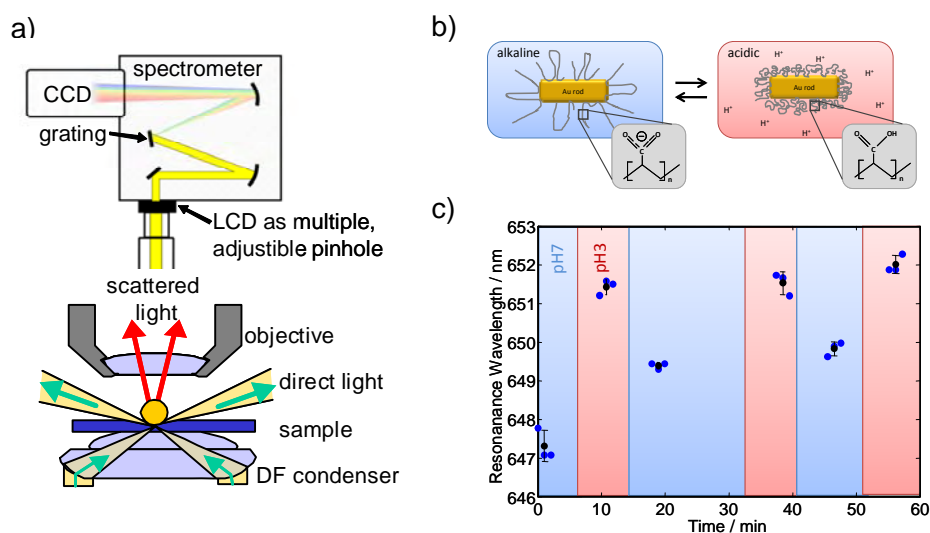 a)
spectrometer
CCD
grating
LCD as multiple,
adjustible pinhole
scattered
light
objective
direct light
sample
DF condenser
b)
alkaline
Au rod
O
⊖
O
C
n
acidic
H⁺
H⁺
H⁺
H⁺
H⁺
H⁺
H⁺
H⁺
Au rod
O
OH
C
n
c)
653
652
651
650
649
648
647
646
Resonanance Wavelength / nm
pH7
pH3
0
10
20
30
40
50
60
Time / min